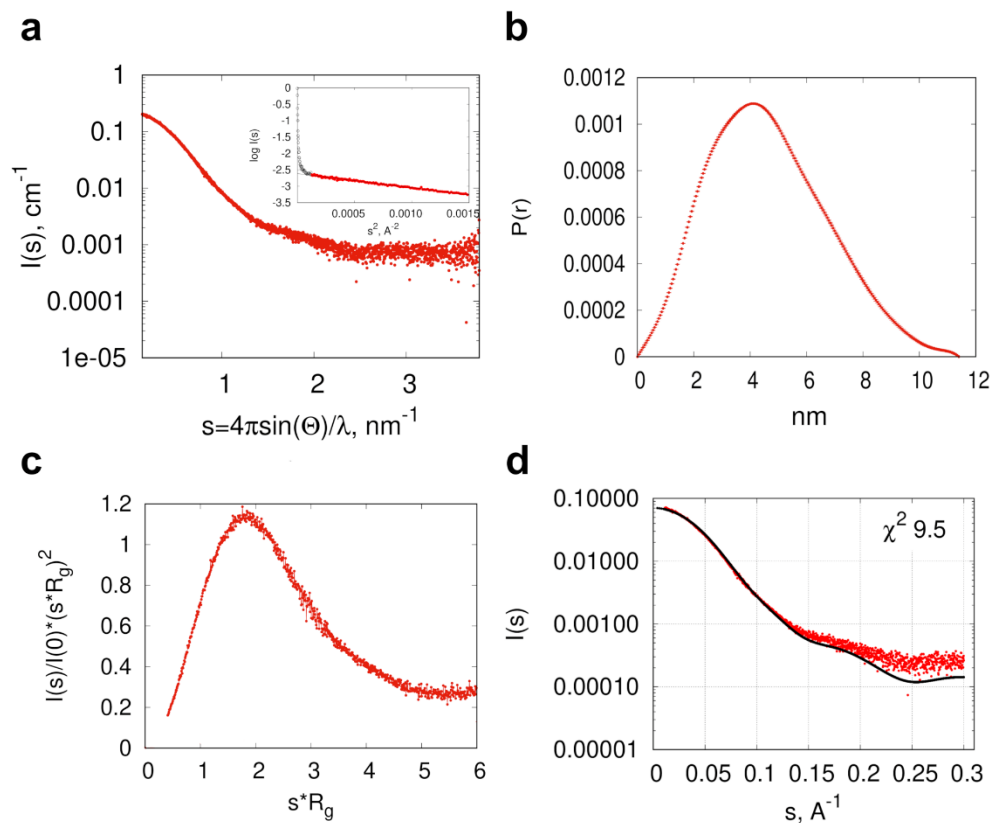 a
1
0.1
0.01
0.001
0.0001
1e-05
I(s), cm⁻¹
1 2 3
s=4πsin(Θ)/λ, nm⁻¹
0
-0.5
-1
-1.5
-2
-2.5
-3
-3.5
log I(s)
0.0005 0.0010 0.0015
s², A⁻²
b
0.0012
0.001
0.0008
0.0006
0.0004
0.0002
0
P(r)
0 2 4 6 8 10 12
nm
c
1.2
1
0.8
0.6
0.4
0.2
0
I(s)/I(0)*(s*R_g)²
0 1 2 3 4 5 6
s*R_g
d
0.10000
0.01000
0.00100
0.00010
0.00001
I(s)
χ² 9.5
0 0.05 0.1 0.15 0.2 0.25 0.3
s, A⁻¹